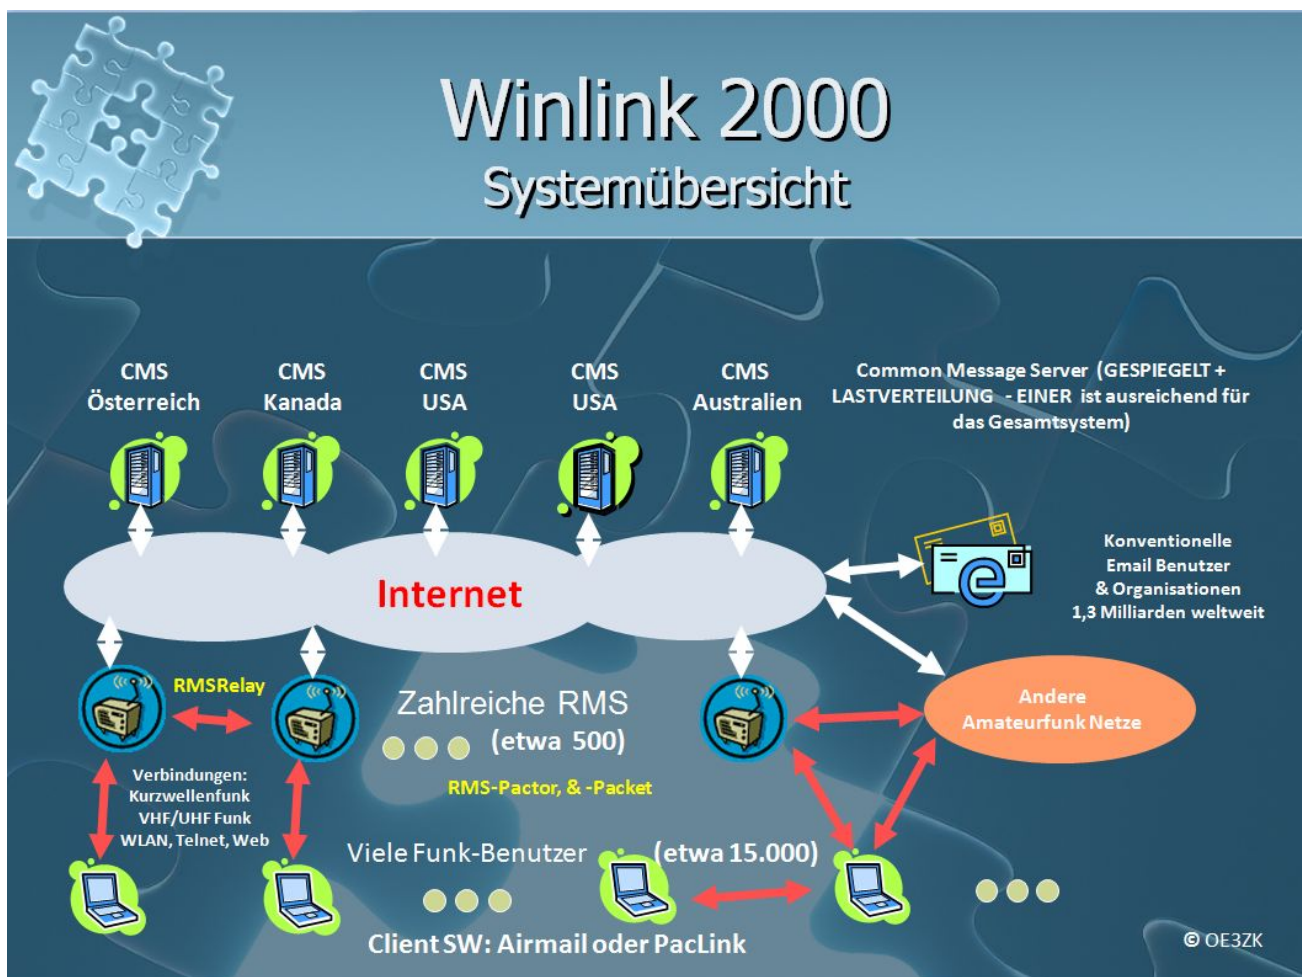 Winlink 2000
Systemübersicht
CMS
Österreich
CMS
Kanada
CMS
USA
CMS
USA
CMS
Australien
Common Message Server (GESPIEGELT +
LASTVERTEILUNG - EINER ist ausreichend für
das Gesamtsystem)
Internet
e
Konventionelle
Email Benutzer
& Organisationen
1,3 Milliarden weltweit
RMSRelay
Zahlreiche RMS
(etwa 500)
Andere
Amateurfunk Netze
RMS-Pactor, & -Packet
Verbindungen:
Kurzwellenfunk
VHF/UHF Funk
WLAN, Telnet, Web
Viele Funk-Benutzer
(etwa 15.000)
Client SW: Airmail oder PacLink
© OE3ZK